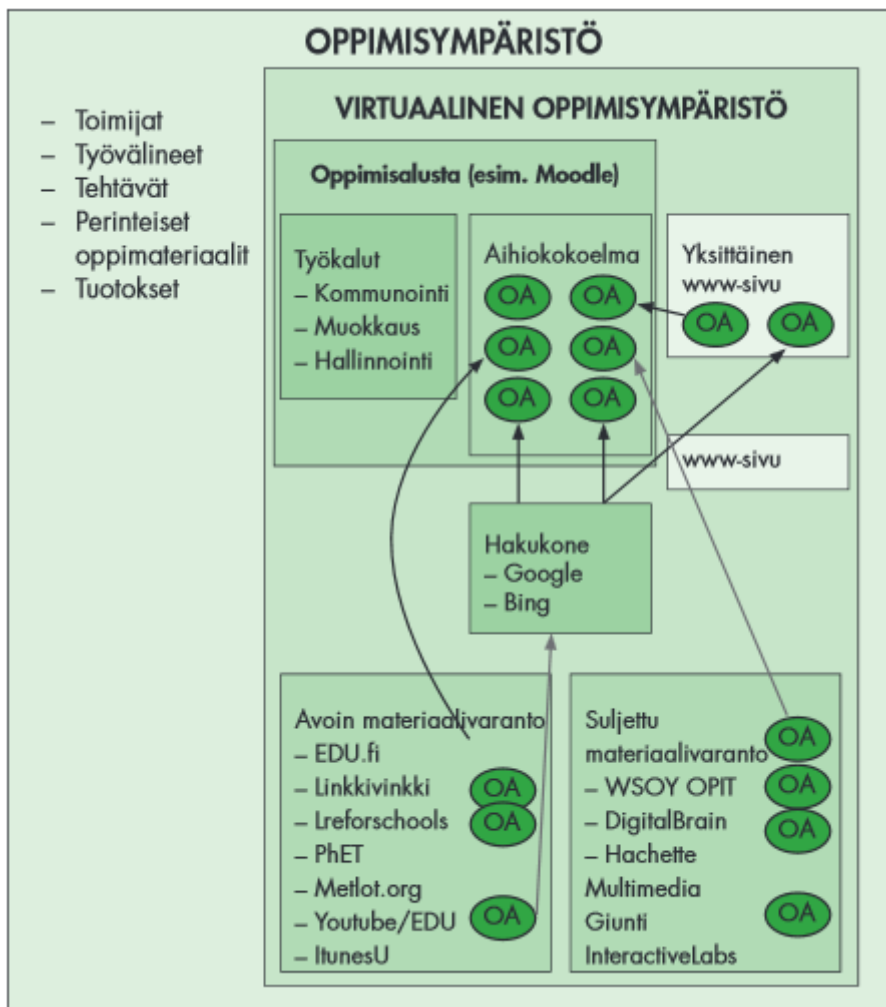 OPPIMISYMPÄRISTÖ
– Toimijat
– Työvälineet
– Tehtävät
– Perinteiset
oppimateriaalit
– Tuotokset
VIRTUAALINEN OPPIMISYMPÄRISTÖ
Oppimisalusta (esim. Moodle)
Työkalut
– Kommunointi
– Muokkaus
– Hallinnointi
Aihiokokoelma
OA OA
OA OA
OA OA
Yksittäinen
www-sivu
OA OA
www-sivu
Hakukone
– Google
– Bing
Avoin materiaalivaranto
– EDU.fi
– Linkkivinkki
– Lreforschools
– PhET
– Metlot.org
– Youtube/EDU
– ItunesU
OA
OA
OA
Suljettu
materiaalivaranto
– WSOY OPIT
– DigitalBrain
– Hachette
Multimedia
Giunti
InteractiveLabs
OA
OA
OA
OA